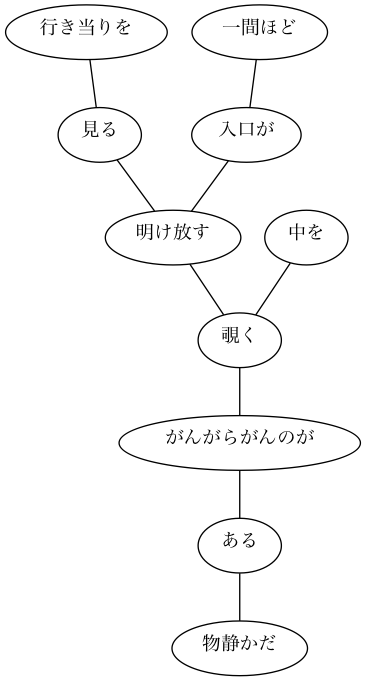 行き当りを
一間ほど
見る
入口が
明け放す
中を
覗く
がんがらがんのが
ある
物静かだ